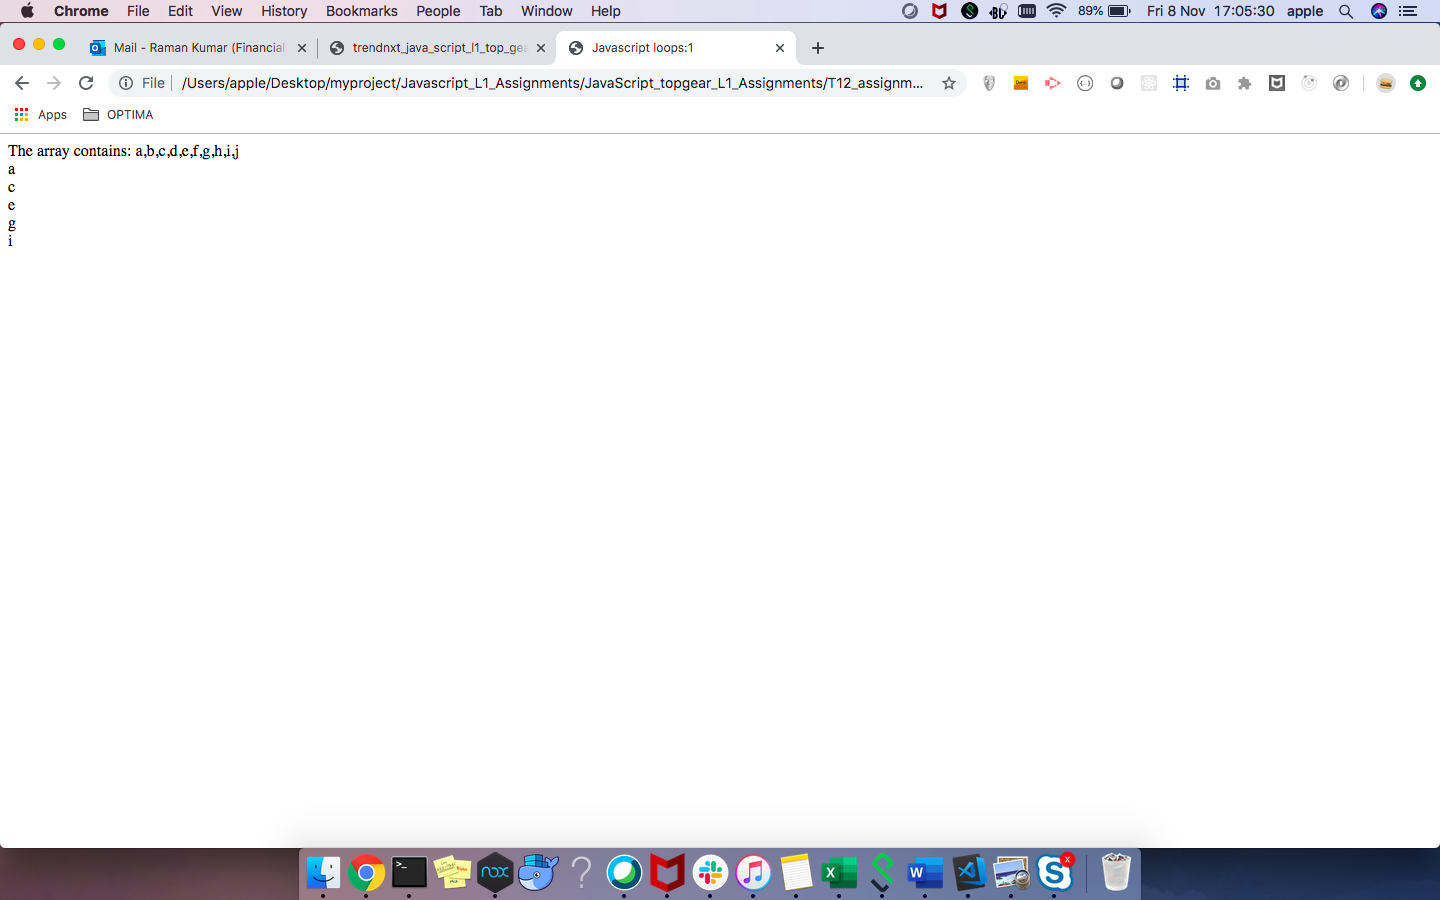 Chrome File Edit View History Bookmarks People Tab Window Help 89% Fri 8 Nov 17:05:30 apple
Mail - Raman Kumar (Financial trendnxt_java_script_l1_top_gea Javascript loops:1
File /Users/apple/Desktop/myproject/Javascript_L1_Assignments/JavaScript_topgear_L1_Assignments/T12_assignm...
Apps OPTIMA
The array contains: a,b,c,d,e,f,g,h,i,j
a
c
e
g
i